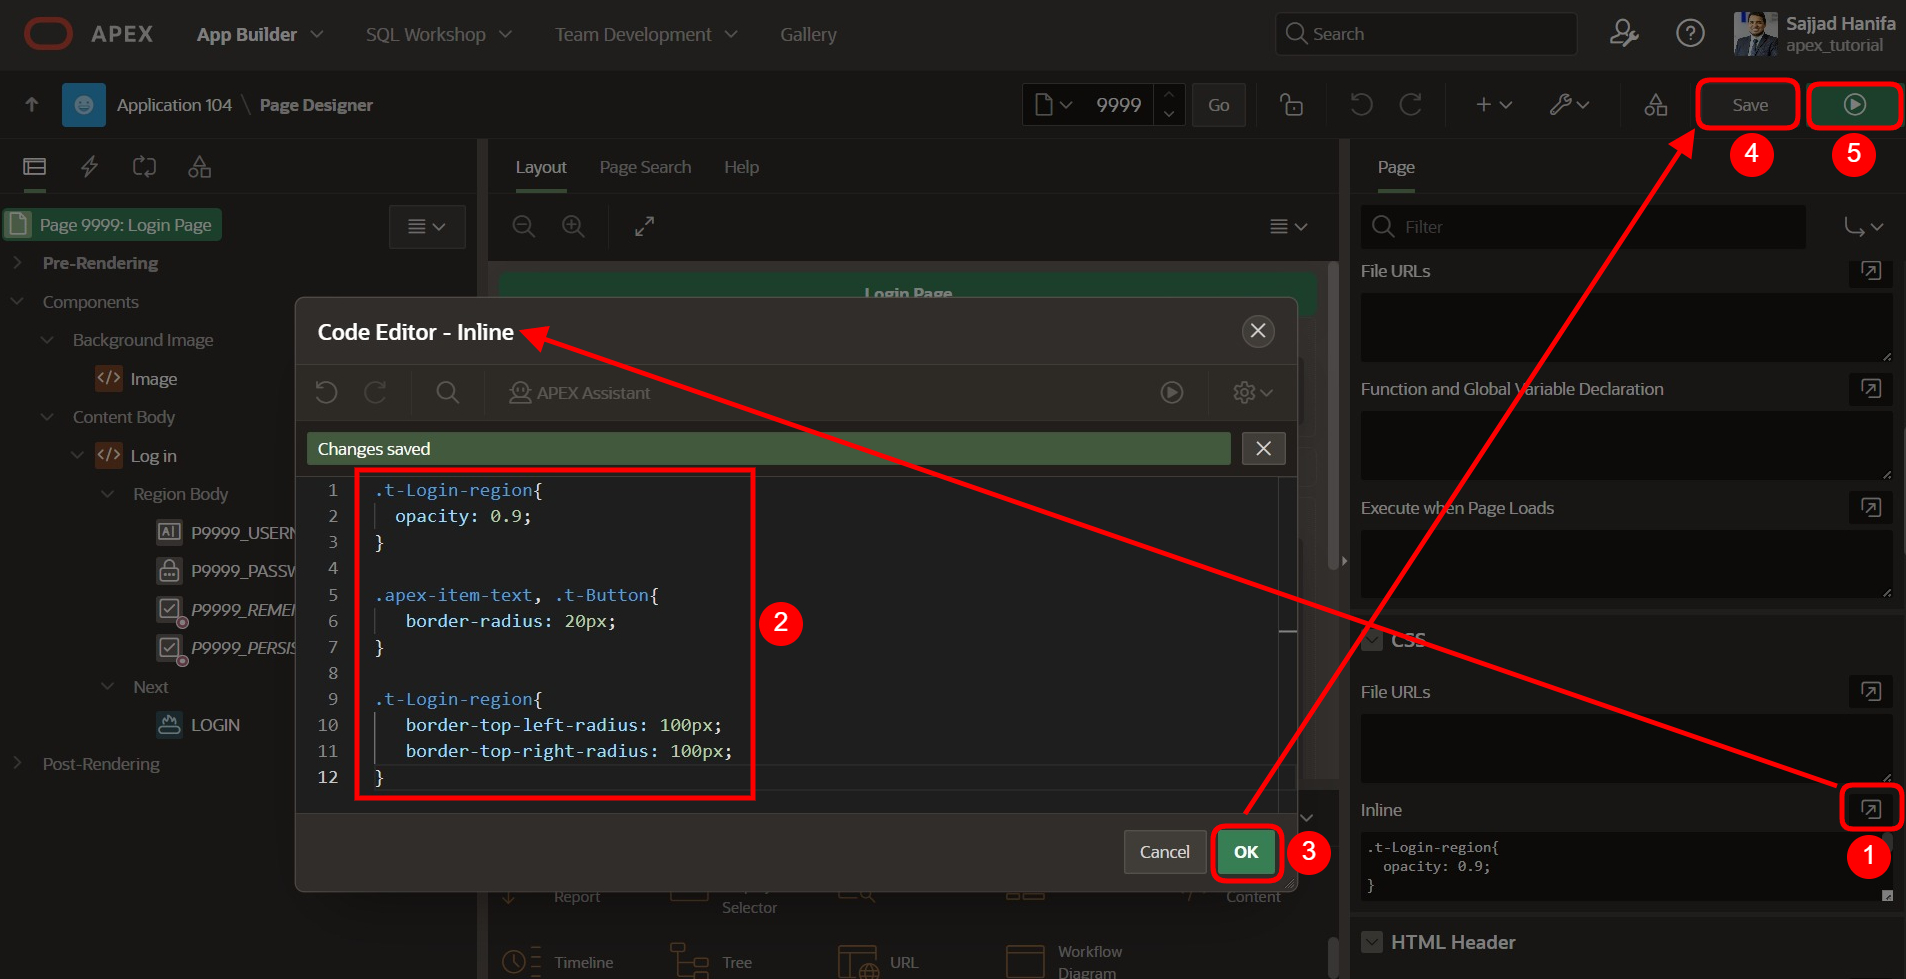 APEX
App Builder
SQL Workshop
Team Development
Gallery
Search
Sajjad Hanifa
apex_tutorial
Application 104 \ Page Designer
9999
Go
Save
4
5
Layout
Page Search
Help
Page
Page 9999: Login Page
Filter
Pre-Rendering
Components
Background Image
Image
Content Body
Log in
Region Body
P9999_USERN
P9999_PASSW
P9999_REMEI
P9999_PERSIS
Next
LOGIN
Post-Rendering
Login Page
Code Editor - Inline
APEX Assistant
Changes saved
1 .t-Login-region{
2 opacity: 0.9;
3 }
4
5 .apex-item-text, .t-Button{
6 border-radius: 20px;
7 }
8
9 .t-Login-region{
10 border-top-left-radius: 100px;
11 border-top-right-radius: 100px;
12 }
2
Cancel
OK
3
Report
Selector
Content
Timeline
Tree
URL
Workflow
Diagram
File URLs
Function and Global Variable Declaration
Execute when Page Loads
CSS
File URLs
Inline
1
.t-Login-region{
opacity: 0.9;
}
HTML Header